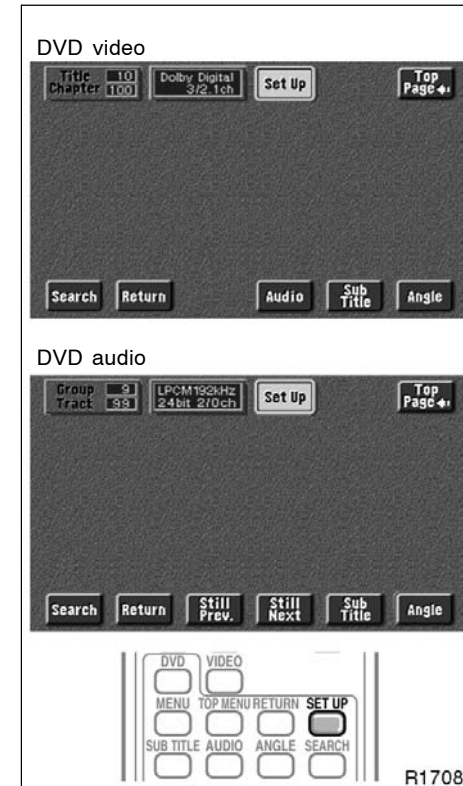 DVD video
Title 10 Dolby Digital Set Up Top
Chapter 100 3/2.1ch Page
Search Return Audio Sub Title Angle
DVD audio
Group 9 LPCM192kHz Set Up Top
Track 99 24bit 2/0ch Page
Search Return Still Prev. Still Next Sub Title Angle
DVD VIDEO
MENU TOP MENU RETURN SET UP
SUB TITLE AUDIO ANGLE SEARCH
R1708